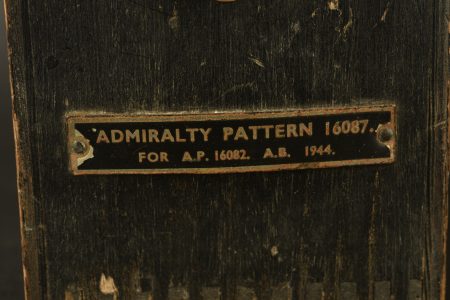 ADMIRALTY PATTERN 16087.
FOR A.P. 16082. A.B. 1944.